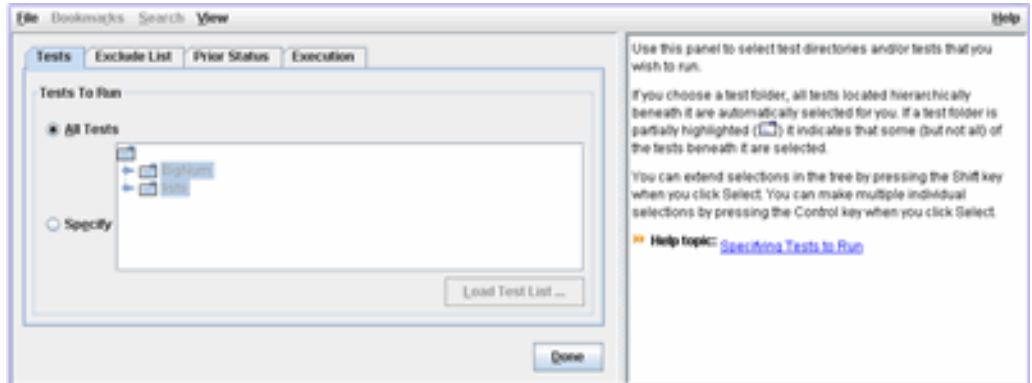 File Bookmarks Search View Help
Tests Exclude List Prior Status Execution
Tests To Run
All Tests
BigNum
lists
Specify
Load Test List ...
Done
Use this panel to select test directories and/or tests that you
wish to run.
If you choose a test folder, all tests located hierarchically
beneath it are automatically selected for you. If a test folder is
partially highlighted ( ) it indicates that some (but not all) of
the tests beneath it are selected.
You can extend selections in the tree by pressing the Shift key
when you click Select. You can make multiple individual
selections by pressing the Control key when you click Select.
Help topic: Specifying Tests to Run